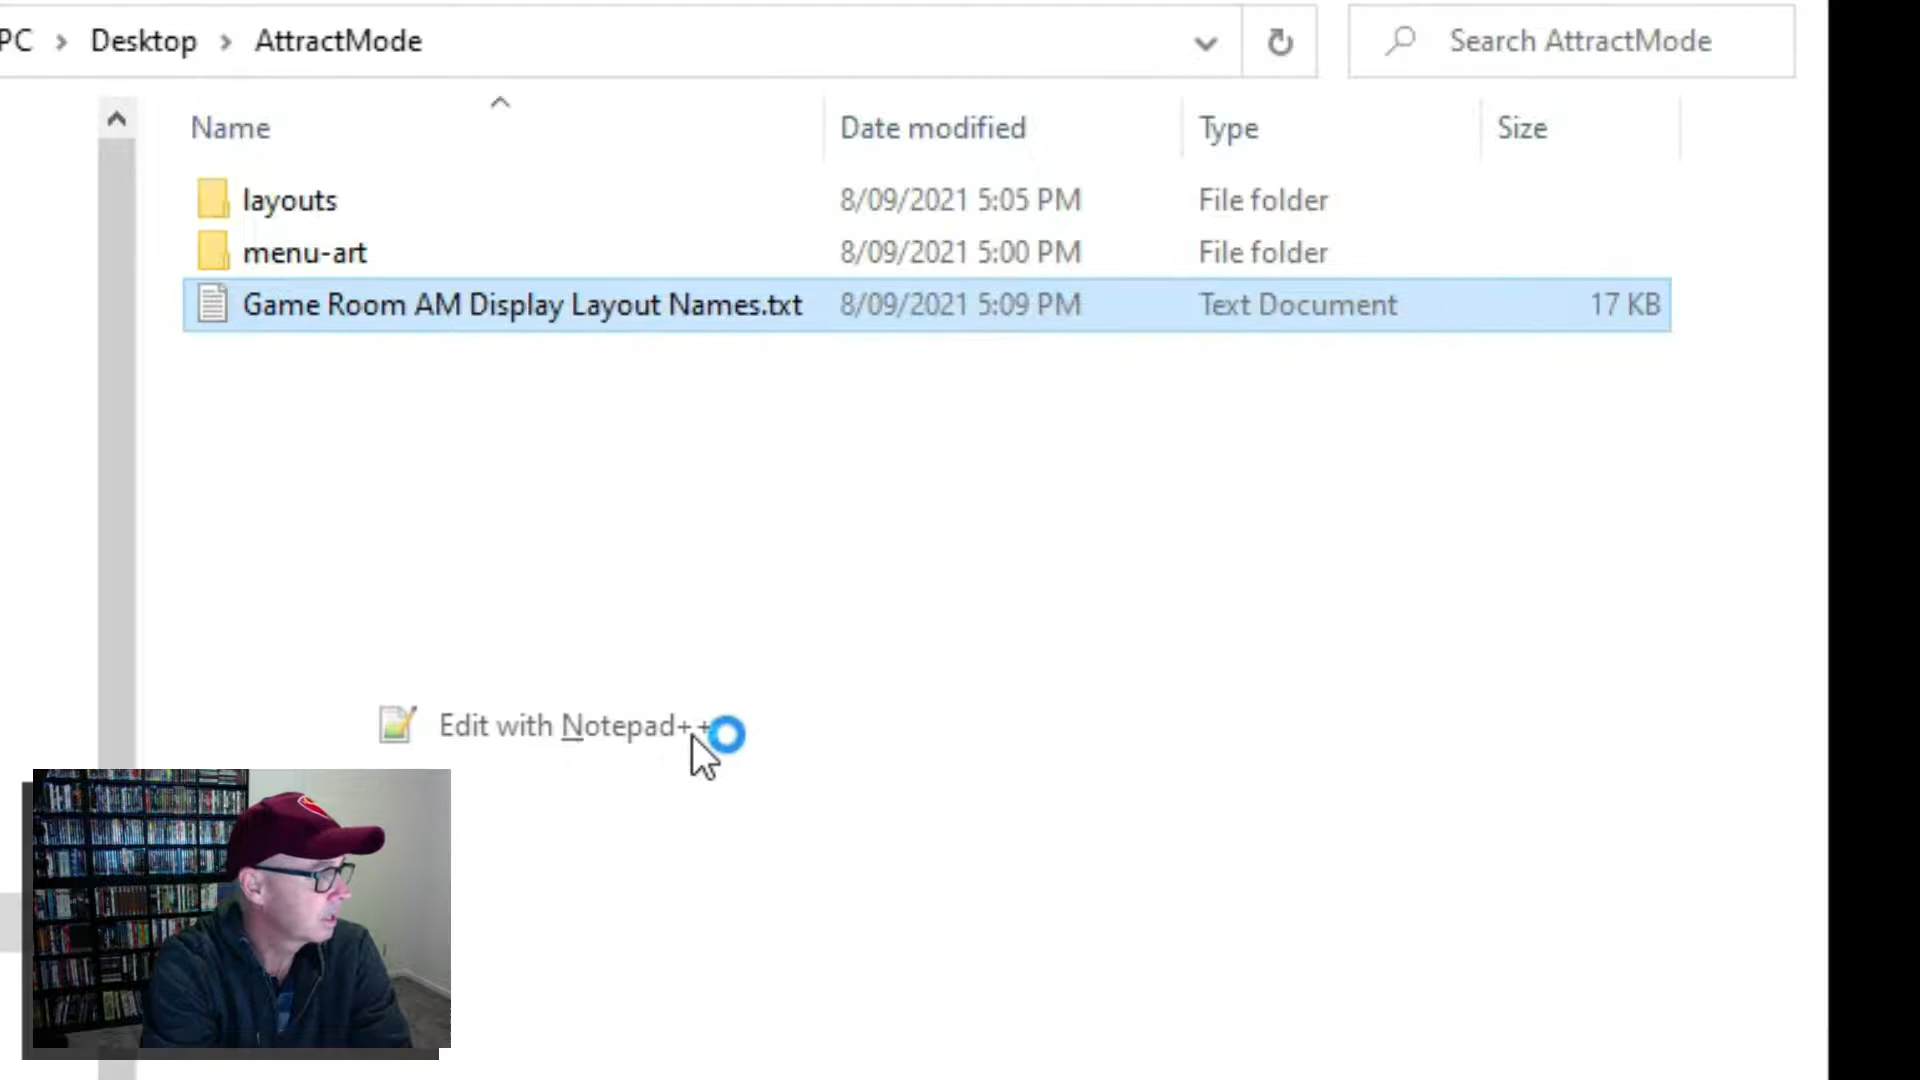 PC > Desktop > AttractMode
Search AttractMode
Name Date modified Type Size
layouts 8/09/2021 5:05 PM File folder
menu-art 8/09/2021 5:00 PM File folder
Game Room AM Display Layout Names.txt 8/09/2021 5:09 PM Text Document 17 KB
Edit with Notepad++